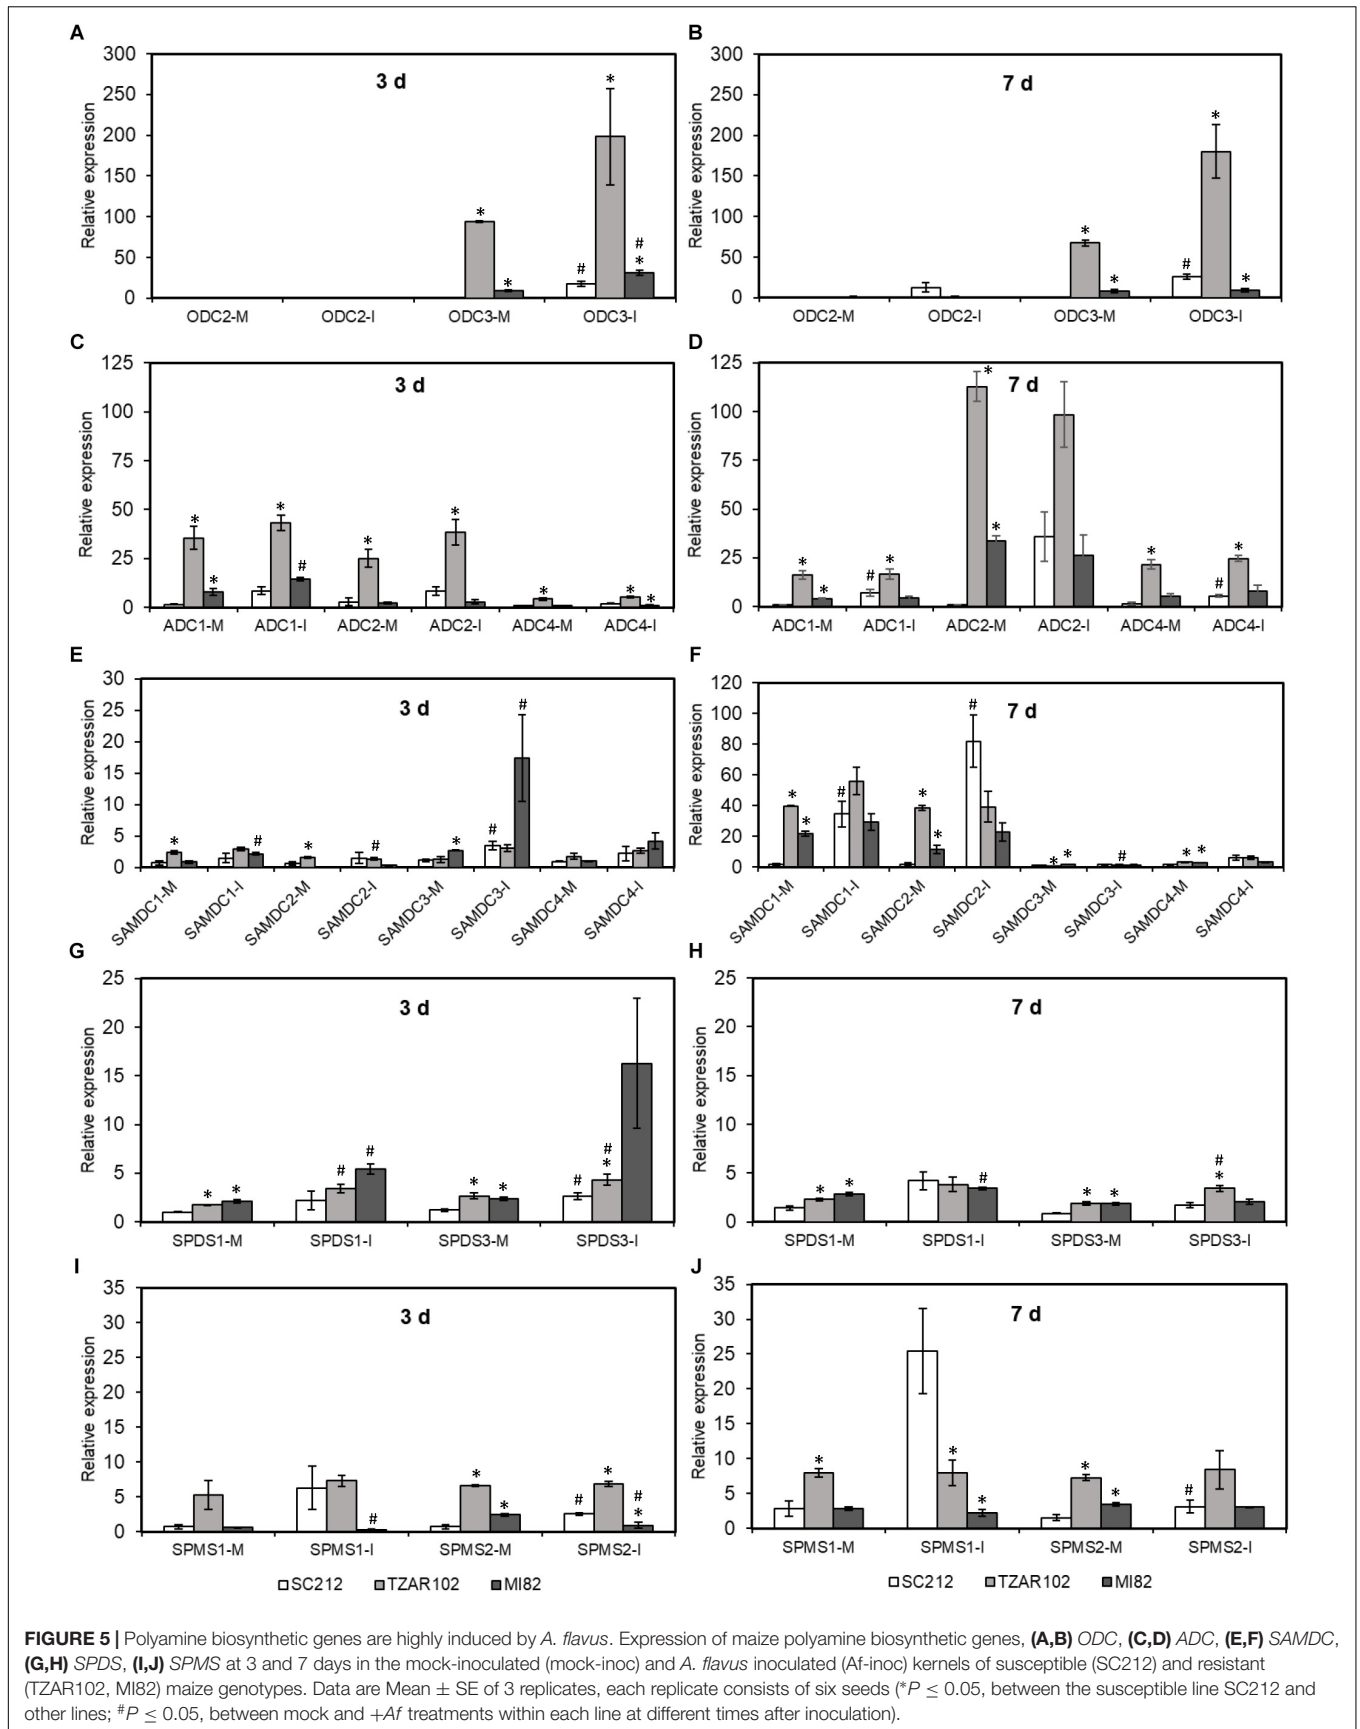 A
300
250
200
150
100
50
0
Relative expression
3 d
*
*
#
*
#
*
ODC2-M ODC2-I ODC3-M ODC3-I
B
300
250
200
150
100
50
0
Relative expression
7 d
*
*
#
*
*
ODC2-M ODC2-I ODC3-M ODC3-I
C
125
100
75
50
25
0
Relative expression
3 d
*
*
*
#
*
*
*
*
*
ADC1-M ADC1-I ADC2-M ADC2-I ADC4-M ADC4-I
D
125
100
75
50
25
0
Relative expression
7 d
*
*
#
*
*
*
*
#
*
ADC1-M ADC1-I ADC2-M ADC2-I ADC4-M ADC4-I
E
30
25
20
15
10
5
0
Relative expression
3 d
*
#
*
#
*
#
#
SAMDC1-M SAMDC1-I SAMDC2-M SAMDC2-I SAMDC3-M SAMDC3-I SAMDC4-M SAMDC4-I
F
120
100
80
60
40
20
0
Relative expression
7 d
*
*
#
*
*
#
* *
#
* *
SAMDC1-M SAMDC1-I SAMDC2-M SAMDC2-I SAMDC3-M SAMDC3-I SAMDC4-M SAMDC4-I
G
25
20
15
10
5
0
Relative expression
3 d
* *
# #
* *
#
#
*
SPDS1-M SPDS1-I SPDS3-M SPDS3-I
H
25
20
15
10
5
0
Relative expression
7 d
* *
#
* *
#
*
SPDS1-M SPDS1-I SPDS3-M SPDS3-I
I
35
30
25
20
15
10
5
0
Relative expression
3 d
#
*
*
#
*
#
*
SPMS1-M SPMS1-I SPMS2-M SPMS2-I
SC212 TZAR102 MI82
J
35
30
25
20
15
10
5
0
Relative expression
7 d
*
*
*
*
*
#
SPMS1-M SPMS1-I SPMS2-M SPMS2-I
SC212 TZAR102 MI82
FIGURE 5 | Polyamine biosynthetic genes are highly induced by A. flavus. Expression of maize polyamine biosynthetic genes, (A,B) ODC, (C,D) ADC, (E,F) SAMDC,
(G,H) SPDS, (I,J) SPMS at 3 and 7 days in the mock-inoculated (mock-inoc) and A. flavus inoculated (Af-inoc) kernels of susceptible (SC212) and resistant
(TZAR102, MI82) maize genotypes. Data are Mean ± SE of 3 replicates, each replicate consists of six seeds (*P ≤ 0.05, between the susceptible line SC212 and
other lines; #P ≤ 0.05, between mock and +Af treatments within each line at different times after inoculation).